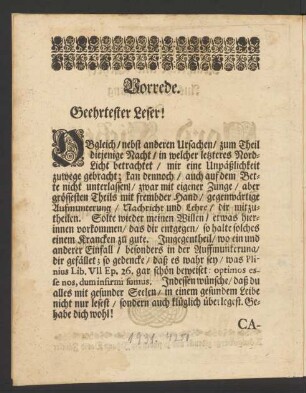 Vorrede.
Geehrtester Leser!
OBgleich / nebst anderen Ursachen / zum Theil
diejenige Nacht / in welcher letzteres Nord-
Licht betrachtet / mir eine Unpäßlichkeit
zuwege gebracht; kan dennoch / auch auf dem Bet-
te nicht unterlassen / zwar mit eigener Zunge / aber
grössesten Theils mit frembder Hand / gegenwärtige
Aufmunterung / Nachricht und Lehre / dir mitzu-
theilen. Solte wieder meinen Willen / etwas hier-
innen vorkommen / das dir entgegen / so halte solches
einem Krancken zu gute. Im gegentheil / wo ein und
anderer Einfall / besonders in der Auffmunterung /
dir gefället; so gedencke / daß es wahr sey / was Pli-
nius Lib. VII Ep. 26. gar schön beweiset: optimos es-
se nos, dum infirmi sumus. Indessen wünsche / daß du
alles mit gesunder Seelen / in einem gesundem Leibe
nicht nur lesest / sondern auch klüglich überlegest. Ge-
habe dich wohl!
CA-